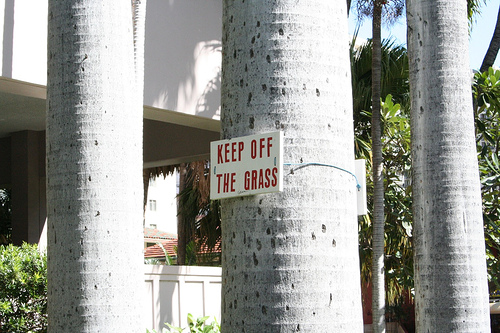 KEEP OFF
THE GRASS